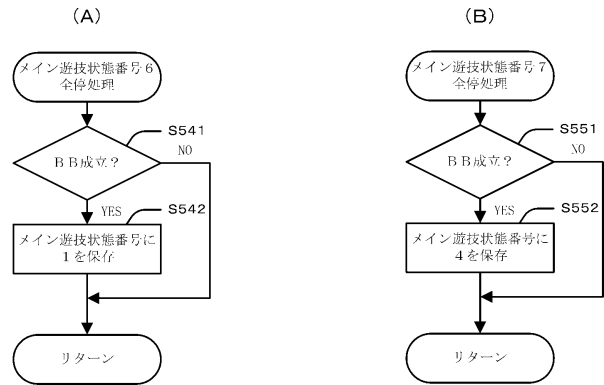 (A)
メイン遊技状態番号6
全停処理
S541
BB成立?
NO
YES
S542
メイン遊技状態番号に
1を保存
リターン
(B)
メイン遊技状態番号7
全停処理
S551
BB成立?
NO
YES
S552
メイン遊技状態番号に
4を保存
リターン